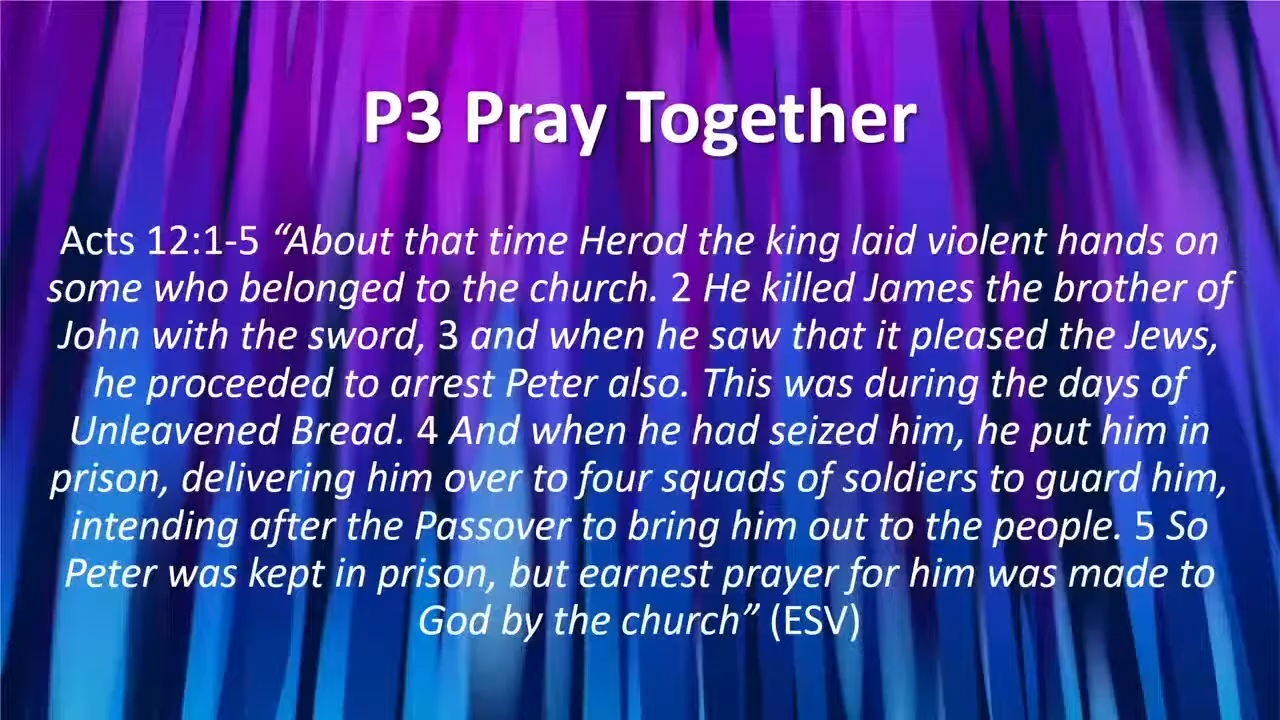 P3 Pray Together
Acts 12:1-5 “About that time Herod the king laid violent hands on
some who belonged to the church. 2 He killed James the brother of
John with the sword, 3 and when he saw that it pleased the Jews,
he proceeded to arrest Peter also. This was during the days of
Unleavened Bread. 4 And when he had seized him, he put him in
prison, delivering him over to four squads of soldiers to guard him,
intending after the Passover to bring him out to the people. 5 So
Peter was kept in prison, but earnest prayer for him was made to
God by the church” (ESV)